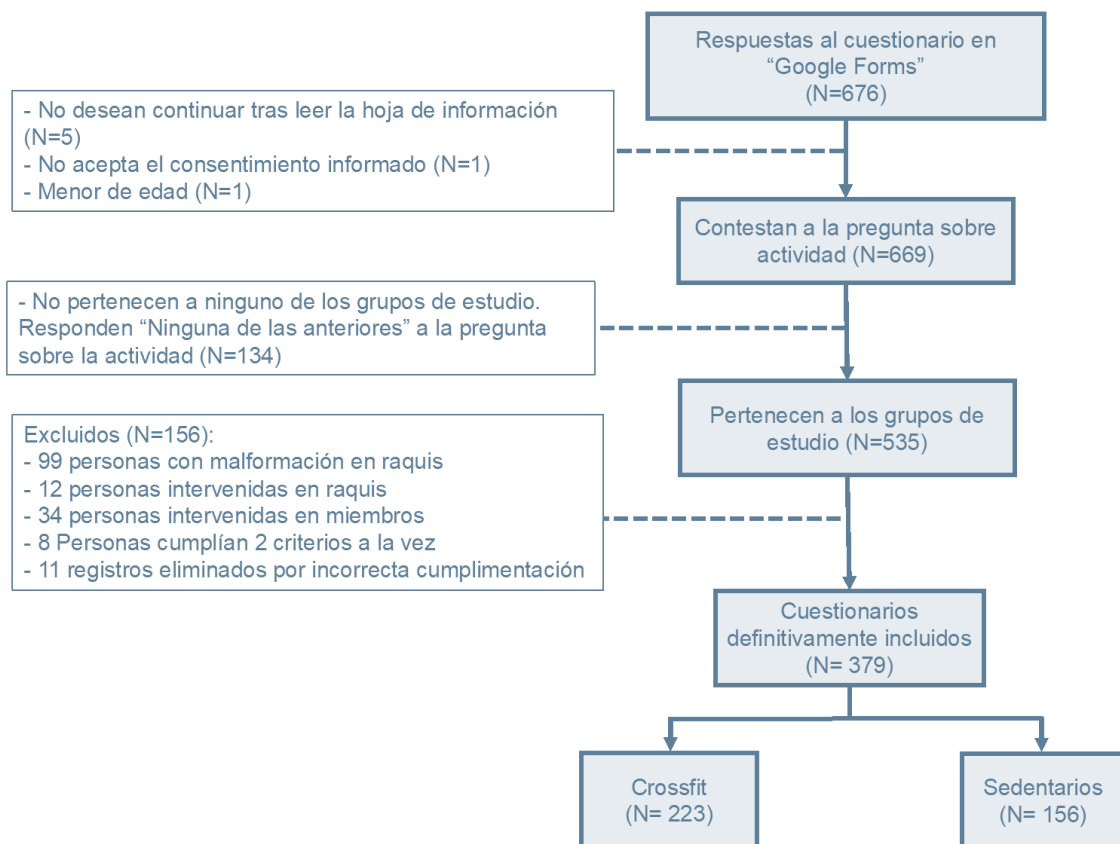 Respuestas al cuestionario en
“Google Forms”
(N=676)
- No desean continuar tras leer la hoja de información
(N=5)
- No acepta el consentimiento informado (N=1)
- Menor de edad (N=1)
Contestan a la pregunta sobre
actividad (N=669)
- No pertenecen a ninguno de los grupos de estudio.
Responden “Ninguna de las anteriores” a la pregunta
sobre la actividad (N=134)
Pertenecen a los grupos de
estudio (N=535)
Excluidos (N=156):
- 99 personas con malformación en raquis
- 12 personas intervenidas en raquis
- 34 personas intervenidas en miembros
- 8 Personas cumplían 2 criterios a la vez
- 11 registros eliminados por incorrecta cumplimentación
Cuestionarios
definitivamente incluidos
(N= 379)
Crossfit
(N= 223)
Sedentarios
(N= 156)